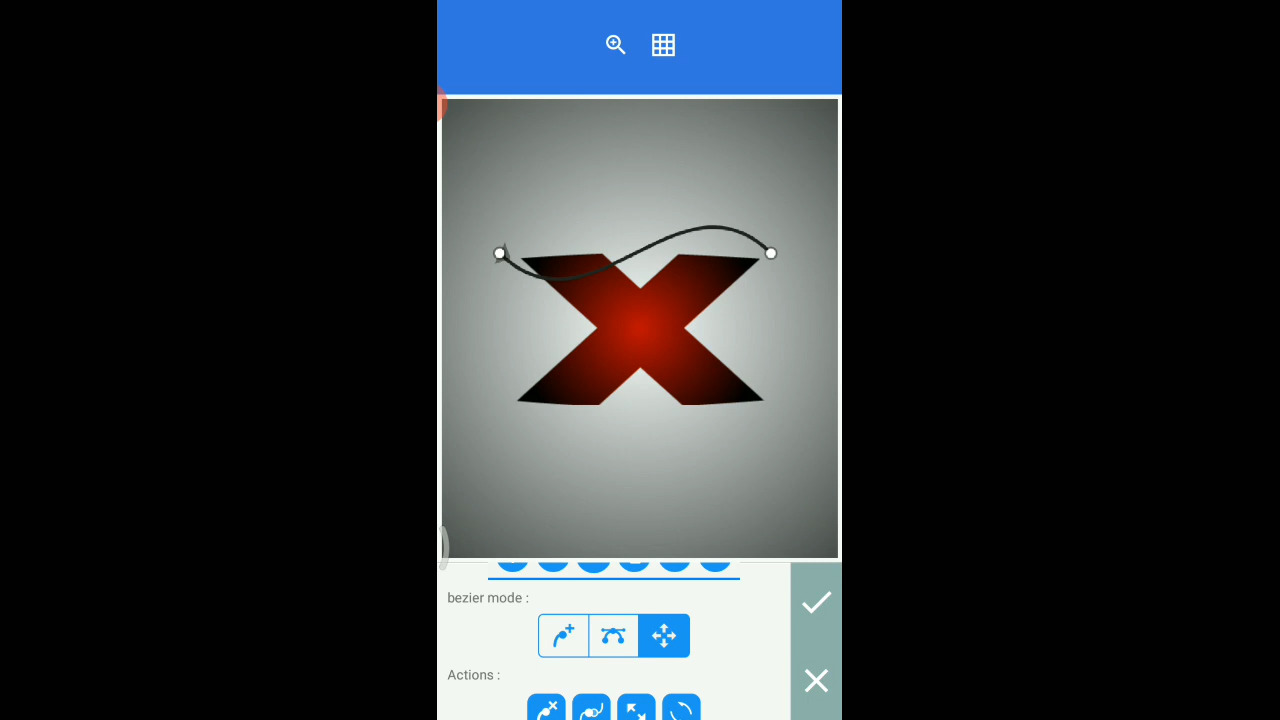 X
bezier mode :
Actions :